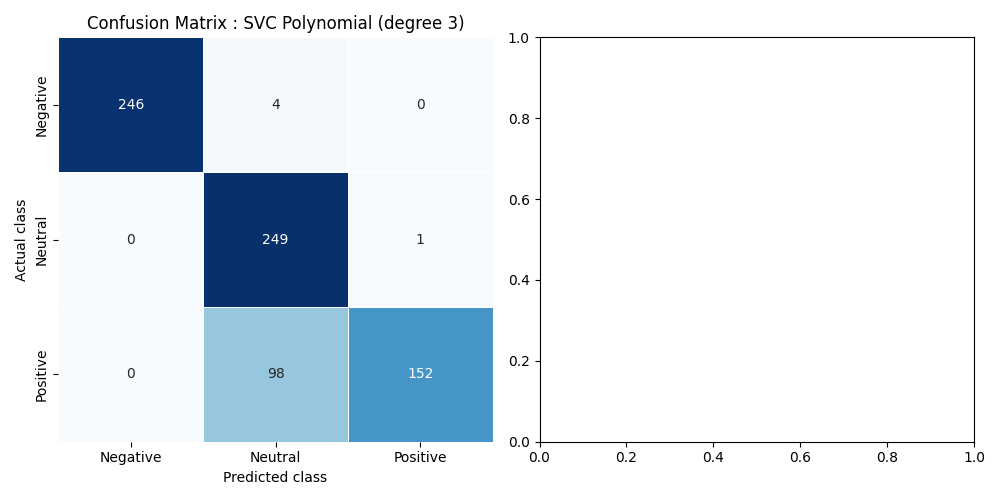 Confusion Matrix : SVC Polynomial (degree 3)
Actual class
Negative
246
4
0
Neutral
0
249
1
Positive
0
98
152
Negative
Neutral
Positive
Predicted class
1.0
0.8
0.6
0.4
0.2
0.0
0.0
0.2
0.4
0.6
0.8
1.0